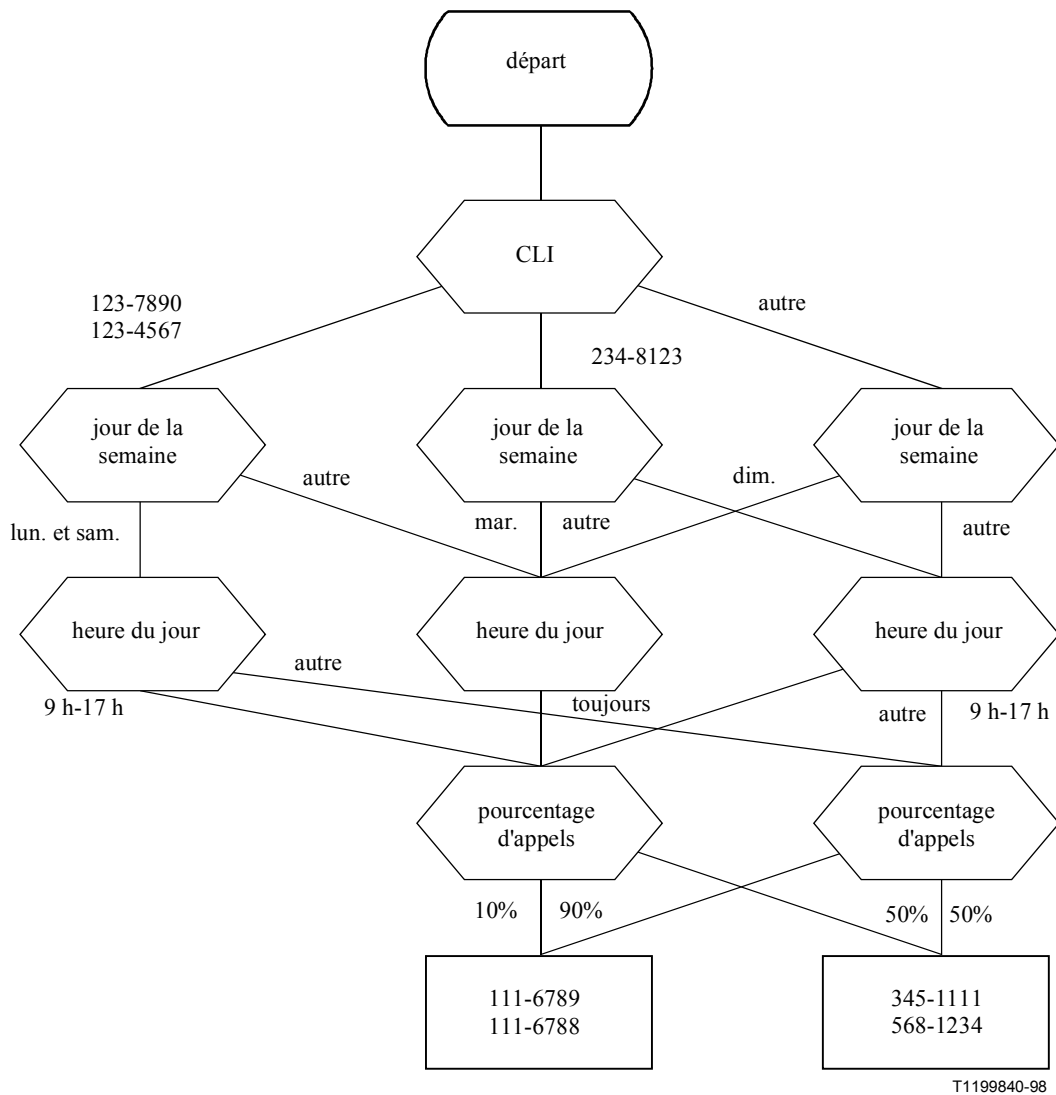 départ
CLI
123-7890
123-4567
autre
234-8123
jour de la
semaine
jour de la
semaine
jour de la
semaine
autre
dim.
lun. et sam.
mar.
autre
autre
heure du jour
heure du jour
heure du jour
autre
9 h-17 h
toujours
autre
9 h-17 h
pourcentage
d'appels
pourcentage
d'appels
10%
90%
50%
50%
111-6789
111-6788
345-1111
568-1234
T1199840-98